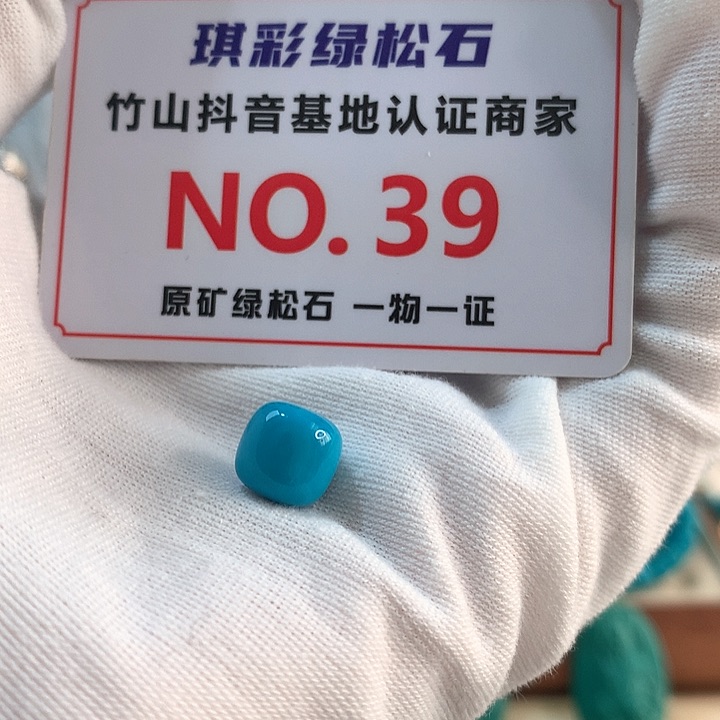 琪彩绿松石
竹山抖音基地认证商家
NO.39
原矿绿松石 一物一证